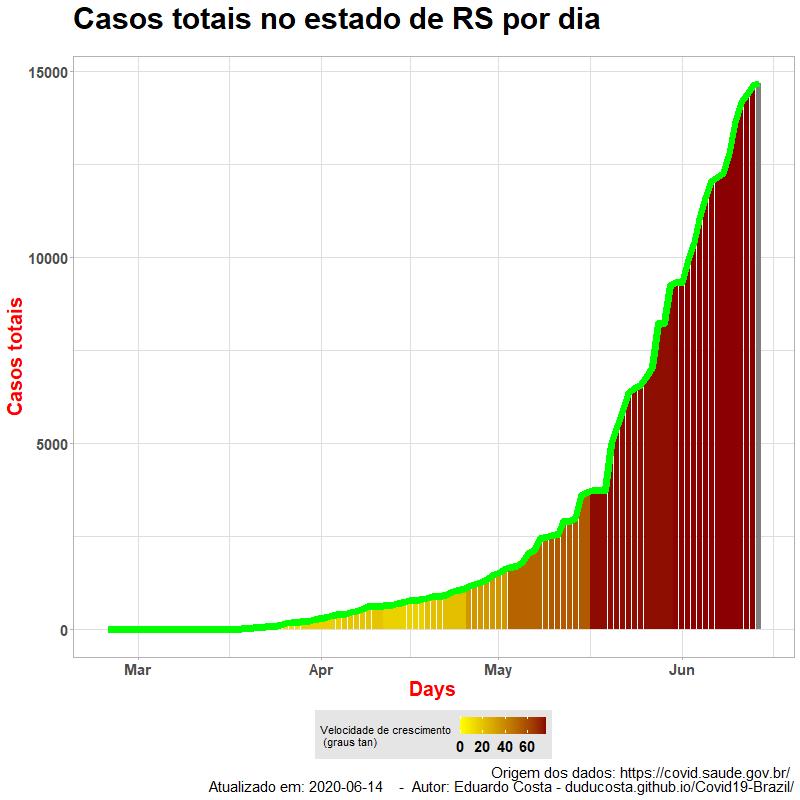 Casos totais no estado de RS por dia
15000
10000
5000
0
Casos totais
Mar Apr May Jun
Days
Velocidade de crescimento
(graus tan)
0 20 40 60
Origem dos dados: https://covid.saude.gov.br/
Atualizado em: 2020-06-14 - Autor: Eduardo Costa - duducosta.github.io/Covid19-Brazil/